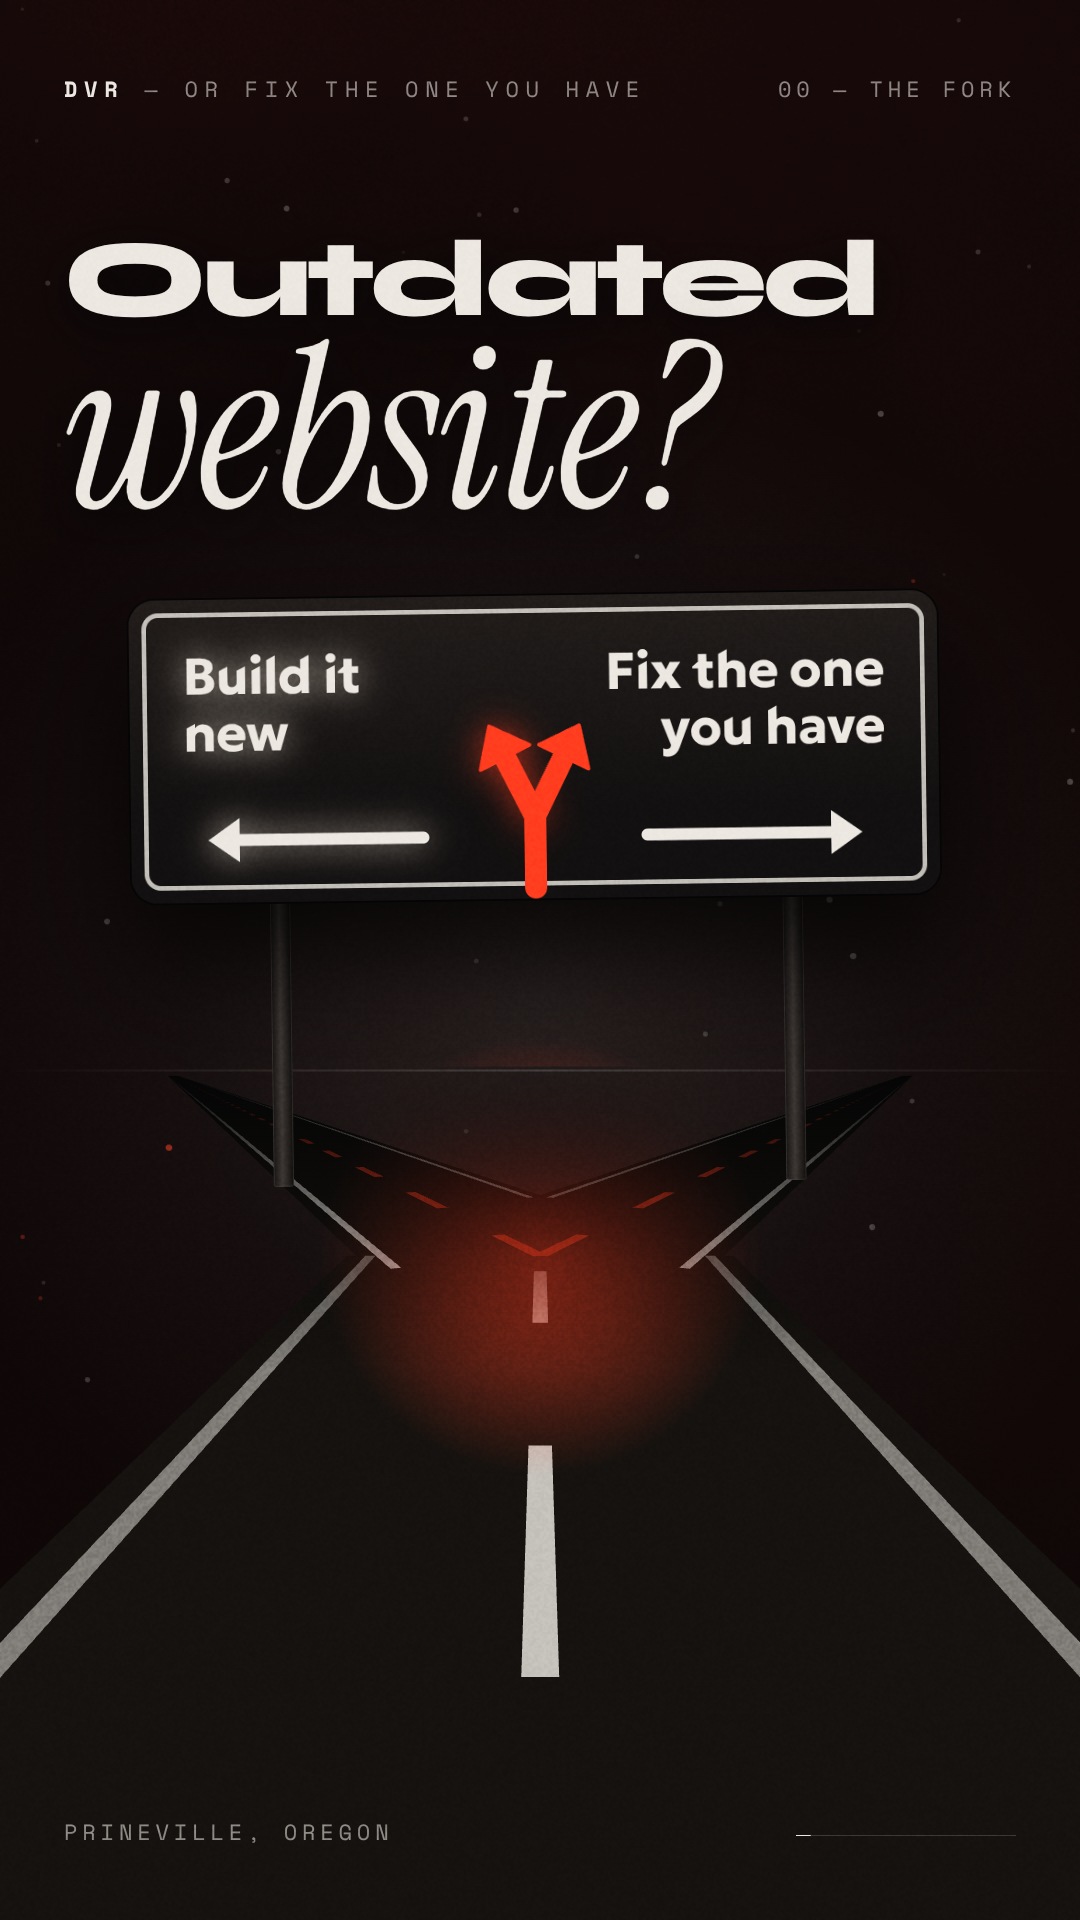 DVR — OR FIX THE ONE YOU HAVE
00 — THE FORK
Outdated
website?
Build it
new
Fix the one
you have
PRINEVILLE, OREGON